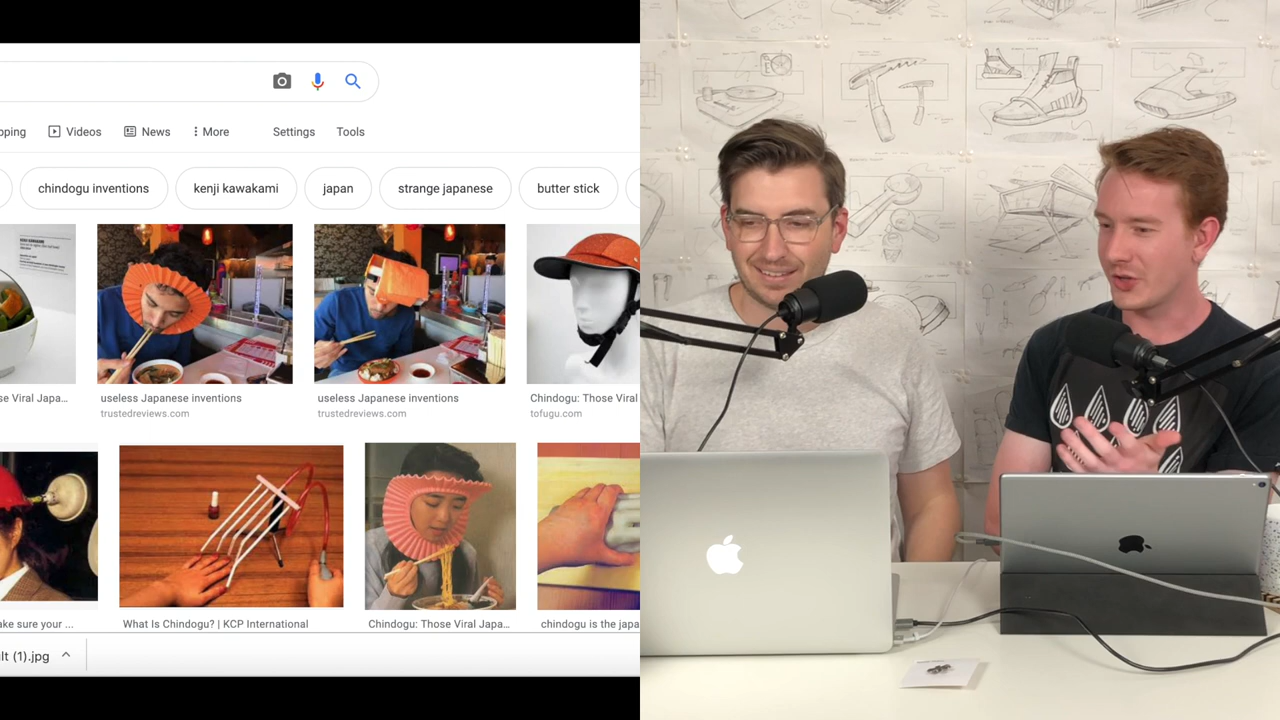 pping Videos News More Settings Tools
chindogu inventions kenji kawakami japan strange japanese butter stick
se Viral Japa... useless Japanese inventions useless Japanese inventions Chindogu: Those Viral
trustedreviews.com trustedreviews.com tofugu.com
ake sure your ... What Is Chindogu? | KCP International Chindogu: Those Viral Japa... chindogu is the japa
lt (1).jpg